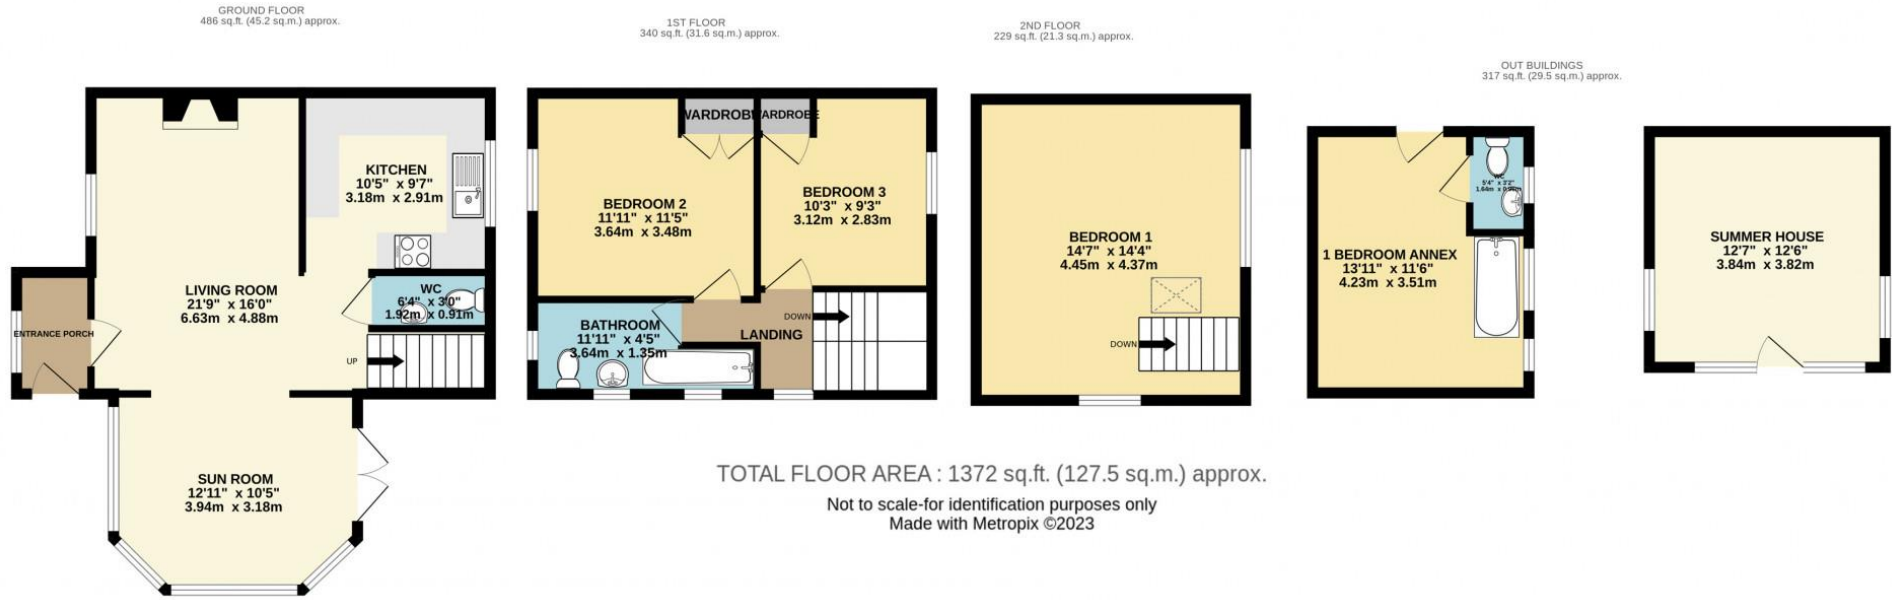 GROUND FLOOR
486 sq.ft. (45.2 sq.m.) approx.
1ST FLOOR
340 sq.ft. (31.6 sq.m.) approx.
2ND FLOOR
229 sq.ft. (21.3 sq.m.) approx.
OUT BUILDINGS
317 sq.ft. (29.5 sq.m.) approx.
KITCHEN
10'5" x 9'7"
3.18m x 2.91m
LIVING ROOM
21'9" x 16'0"
6.63m x 4.88m
WC
6'4" x 3'0"
1.92m x 0.91m
ENTRANCE PORCH
UP
SUN ROOM
12'11" x 10'5"
3.94m x 3.18m
WARDROBE
WARDROBE
BEDROOM 2
11'11" x 11'5"
3.64m x 3.48m
BEDROOM 3
10'3" x 9'3"
3.12m x 2.83m
BATHROOM
11'11" x 4'5"
3.64m x 1.35m
DOWN
LANDING
BEDROOM 1
14'7" x 14'4"
4.45m x 4.37m
DOWN
WC
5'4" x 3'2"
1.64m x
1 BEDROOM ANNEX
13'11" x 11'6"
4.23m x 3.51m
SUMMER HOUSE
12'7" x 12'6"
3.84m x 3.82m
TOTAL FLOOR AREA : 1372 sq.ft. (127.5 sq.m.) approx.
Not to scale-for identification purposes only
Made with Metropix ©2023